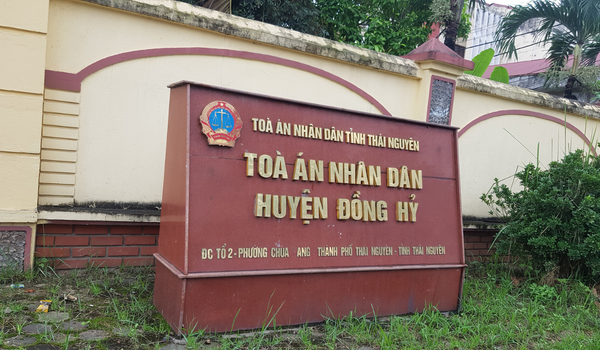 TOÀ ÁN NHÂN DÂN TỈNH THÁI NGUYÊN
TOÀ ÁN NHÂN DÂN
HUYỆN ĐỒNG HỶ
ĐC TỔ 2 - PHƯỜNG CHÙA ANG THÀNH PHỐ THÁI NGUYÊN - TỈNH THÁI NGUYÊN